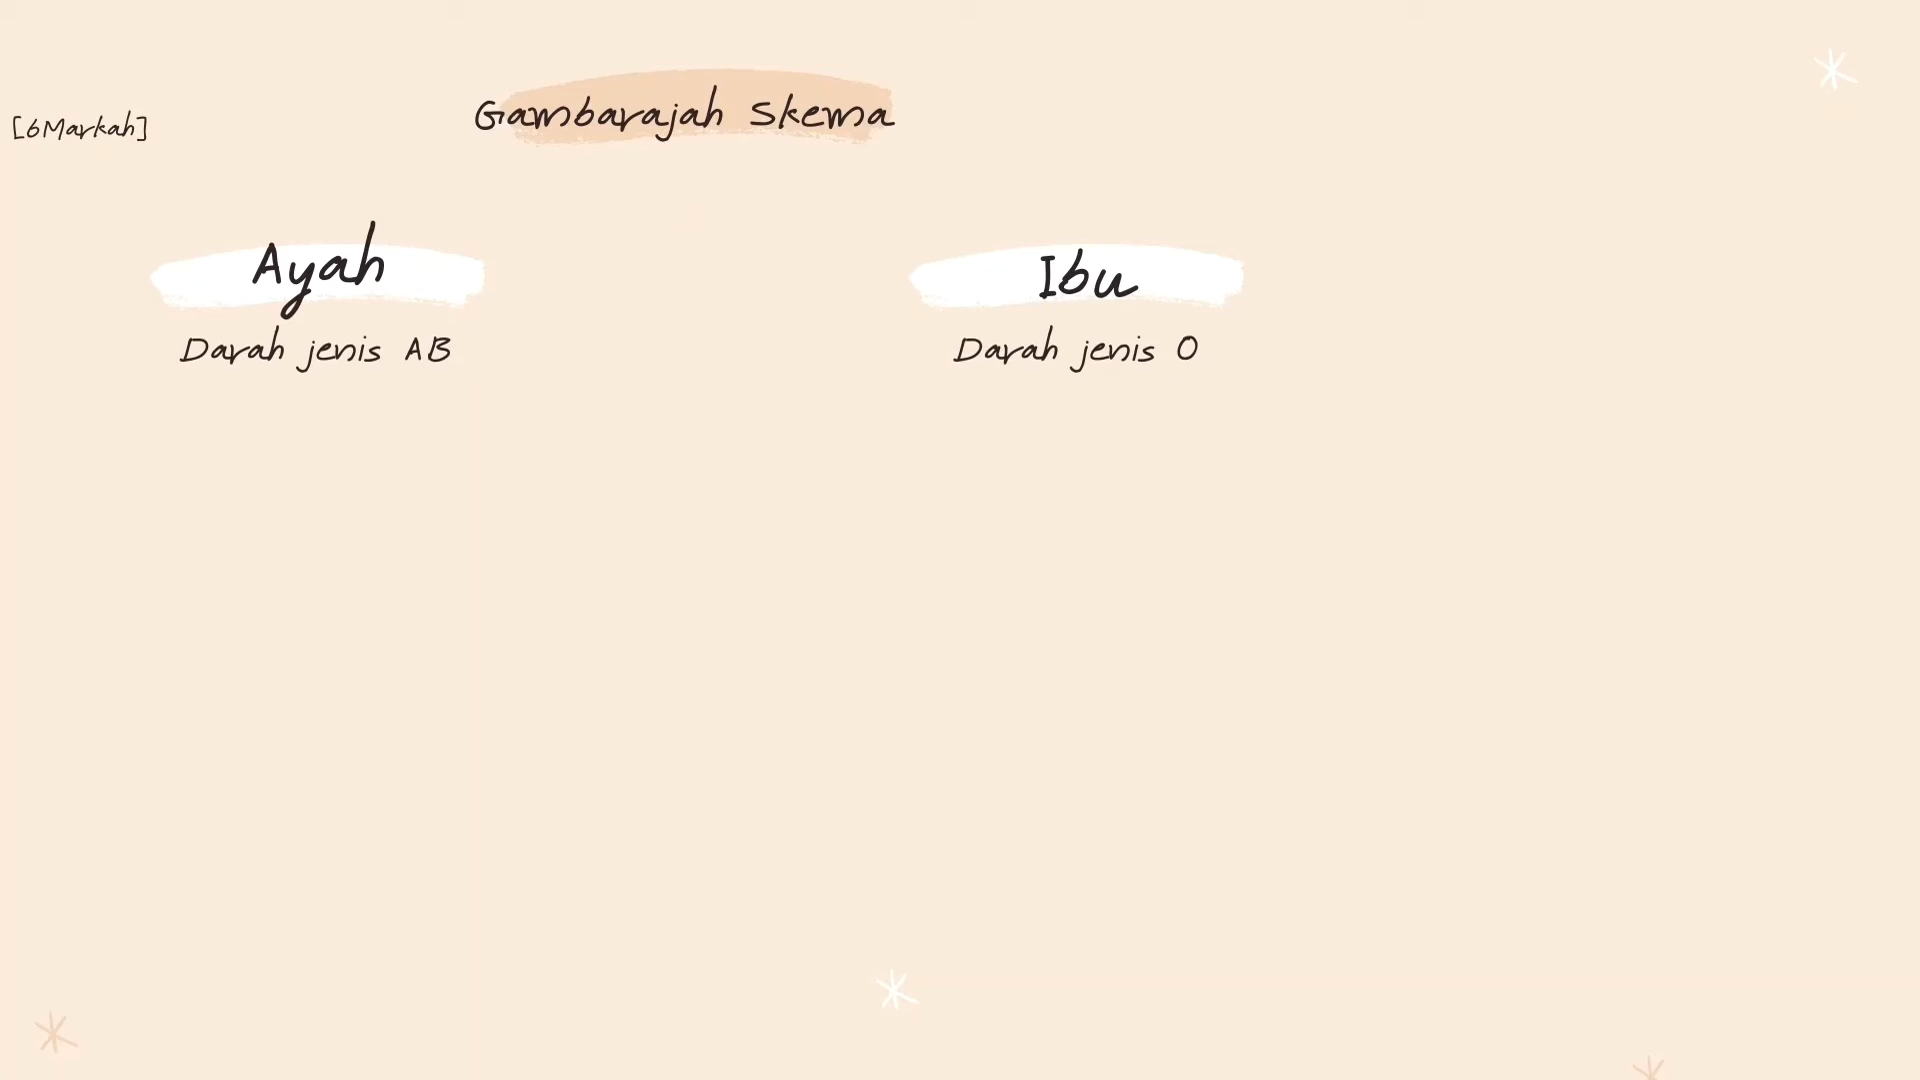 Gambarajah Skema
[6Markah]
Ayah
Ibu
Darah jenis AB
Darah jenis O